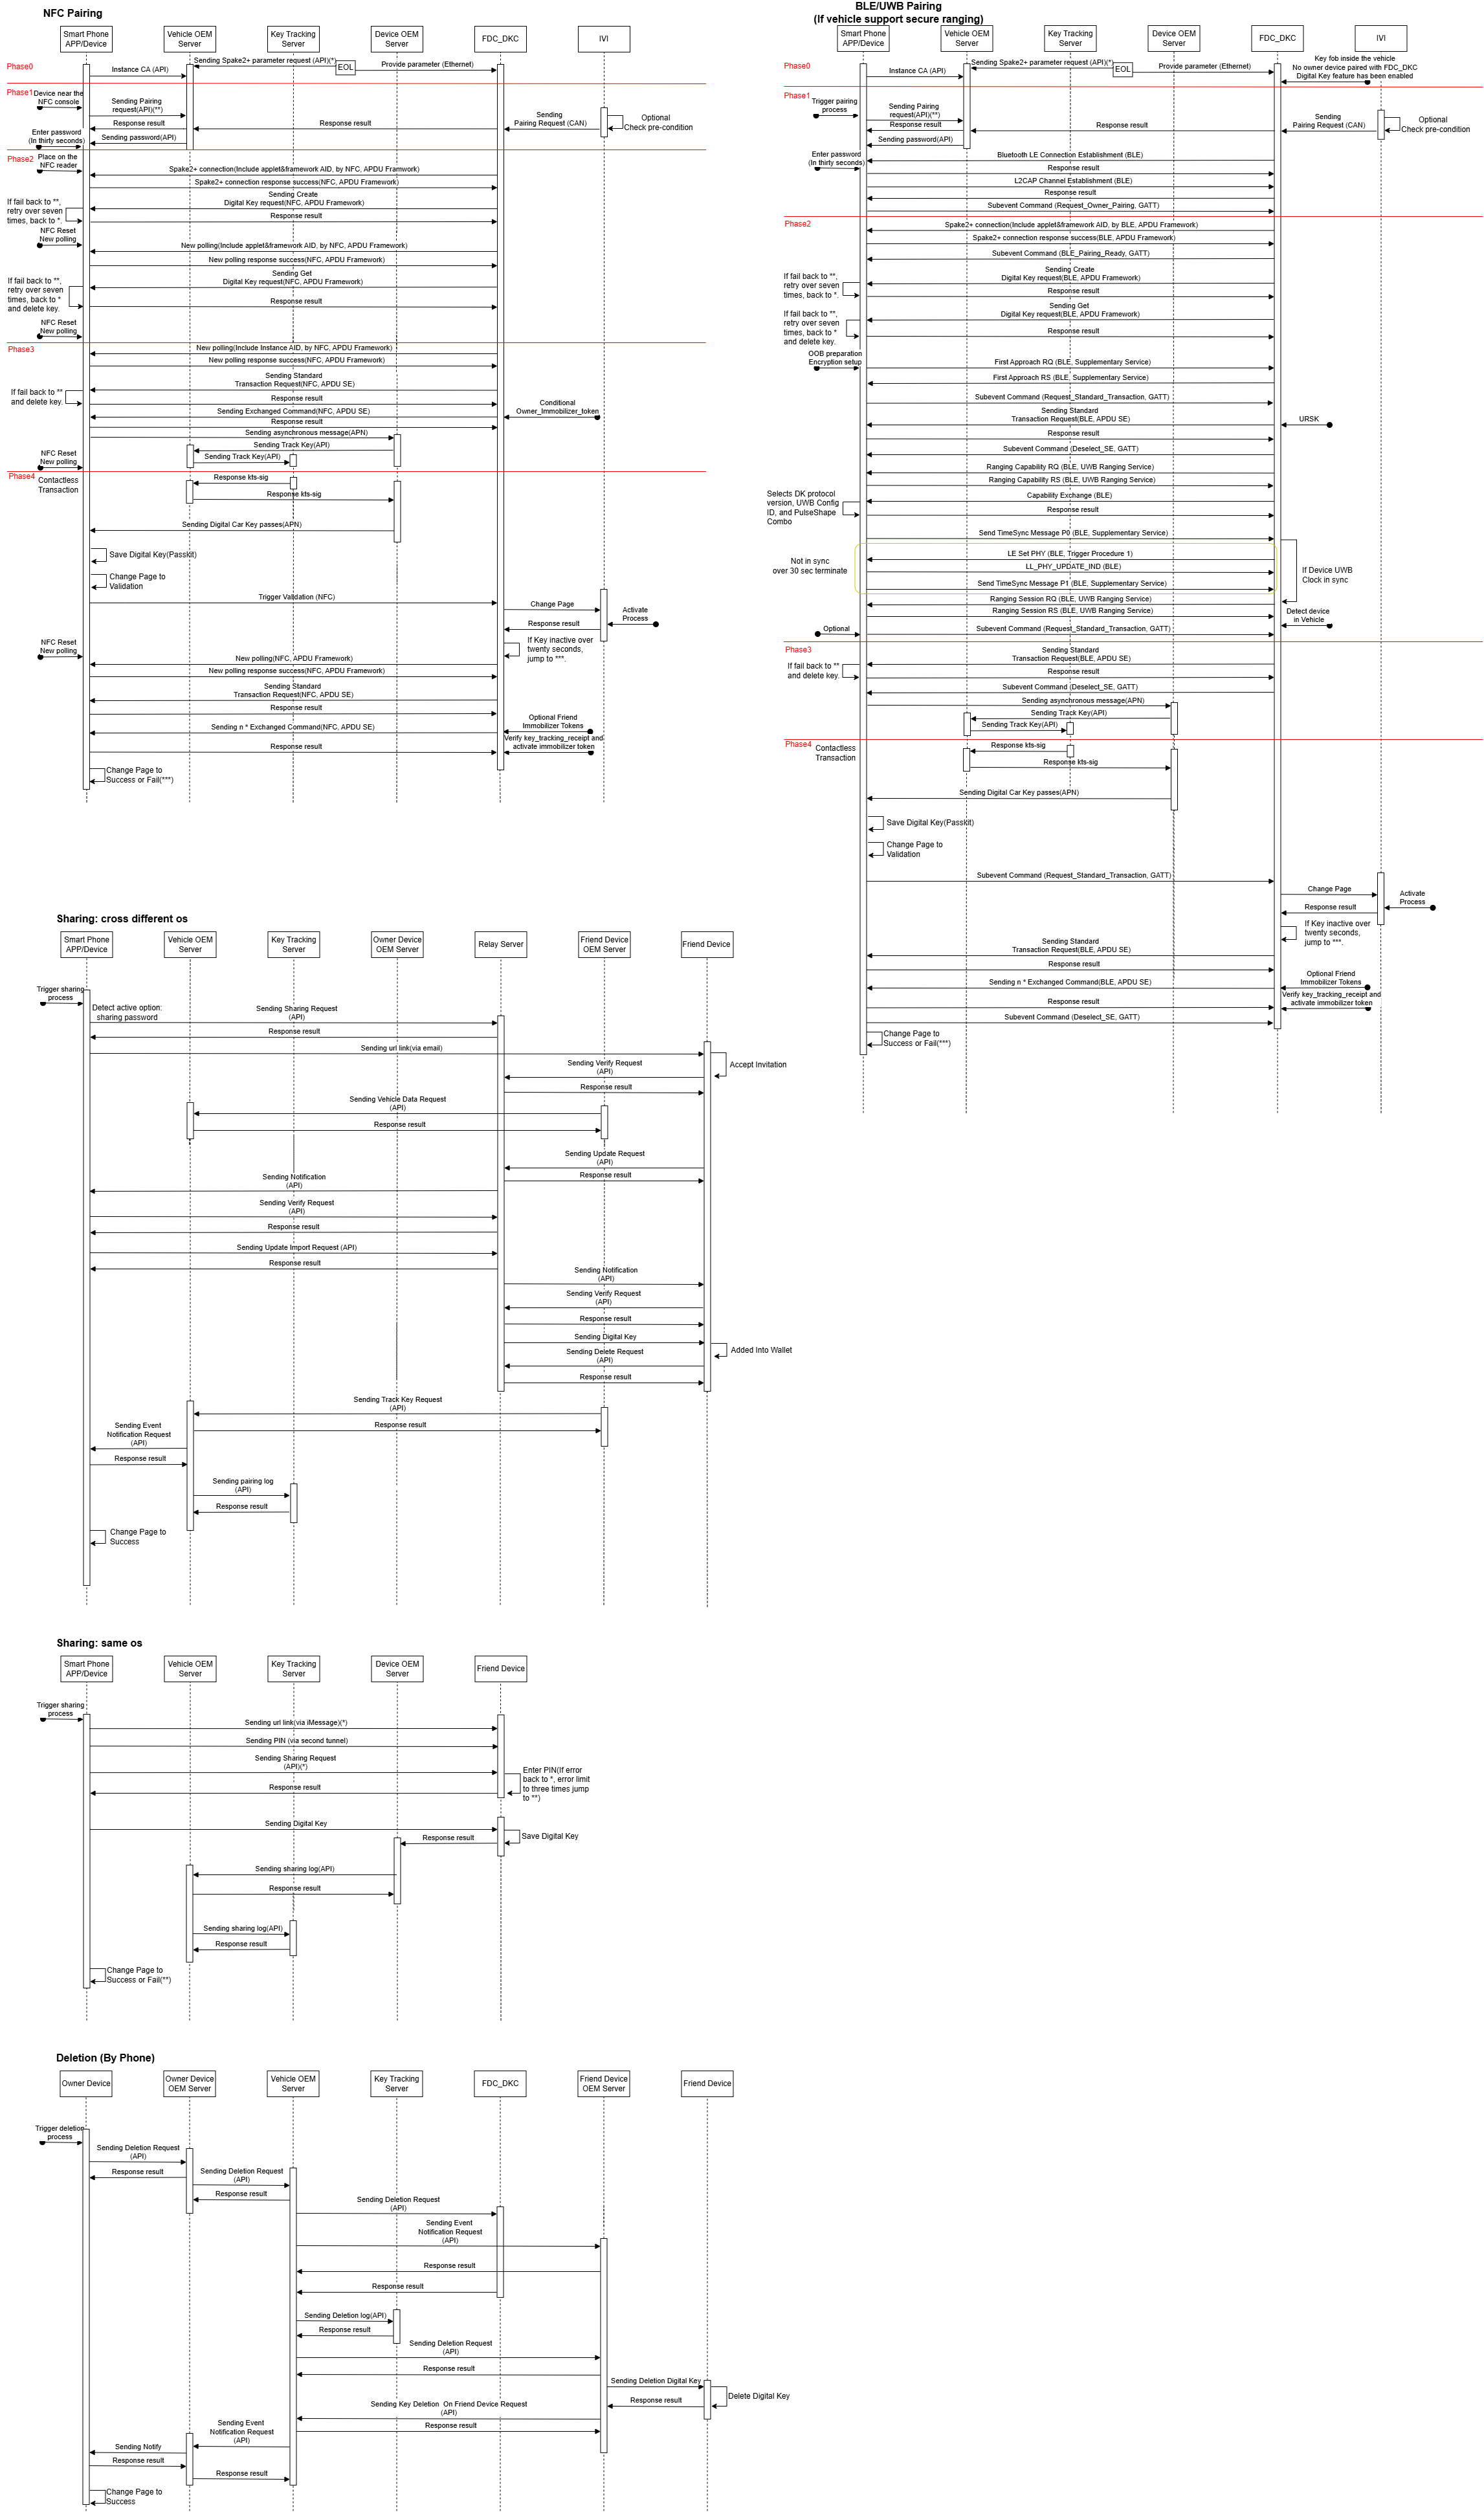 NFC Pairing
Smart Phone
APP/Device
Vehicle OEM
Server
Key Tracking
Server
Device OEM
Server
FDC_DKC
IVI
Phase0
Sending Spake2+ parameter request (API)(*)
EOL
Provide parameter (Ethernet)
Instance CA (API)
Phase1
Device near the
NFC console
Sending Pairing
request(API)(**)
Response result
Response result
Sending
Pairing Request (CAN)
Optional
Check pre-condition
Enter password
(In thirty seconds)
Sending password(API)
Phase2
Place on the
NFC reader
Spake2+ connection(Include applet&framework AID, by NFC, APDU Framwork)
Spake2+ connection response success(NFC, APDU Framework)
Sending Create
Digital Key request(NFC, APDU Framework)
If fail back to **,
retry over seven
times, back to *.
Response result
NFC Reset
New polling
New polling(Include applet&framework AID, by NFC, APDU Framework)
New polling response success(NFC, APDU Framework)
Sending Get
Digital Key request(NFC, APDU Framework)
If fail back to **,
retry over seven
times, back to *
and delete key.
Response result
NFC Reset
New polling
Phase3
New polling(Include Instance AID, by NFC, APDU Framework)
New polling response success(NFC, APDU Framework)
Sending Standard
Transaction Request(NFC, APDU SE)
If fail back to **
and delete key.
Response result
Sending Exchanged Command(NFC, APDU SE)
Conditional
Owner_Immobilizer_token
Response result
Sending asynchronous message(APN)
Sending Track Key(API)
Sending Track Key(API)
NFC Reset
New polling
Phase4
Contactless
Transaction
Response kts-sig
Response kts-sig
Sending Digital Car Key passes(APN)
Save Digital Key(Passkit)
Change Page to
Validation
Trigger Validation (NFC)
Change Page
Response result
Activate
Process
If Key inactive over
twenty seconds,
jump to ***.
NFC Reset
New polling
New polling(NFC, APDU Framework)
New polling response success(NFC, APDU Framework)
Sending Standard
Transaction Request(NFC, APDU SE)
Response result
Sending n * Exchanged Command(NFC, APDU SE)
Optional Friend
Immobilizer Tokens
Verify key_tracking_receipt and
activate immobilizer token
Response result
Change Page to
Success or Fail(***)
BLE/UWB Pairing
(If vehicle support secure ranging)
Smart Phone
APP/Device
Vehicle OEM
Server
Key Tracking
Server
Device OEM
Server
FDC_DKC
IVI
Phase0
Sending Spake2+ parameter request (API)(*)
EOL
Provide parameter (Ethernet)
Instance CA (API)
Key fob inside the vehicle
No owner device paired with FDC_DKC
Digital Key feature has been enabled
Phase1
Trigger pairing
process
Sending Pairing
request(API)(**)
Response result
Response result
Sending
Pairing Request (CAN)
Optional
Check pre-condition
Sending password(API)
Enter password
(In thirty seconds)
Bluetooth LE Connection Establishment (BLE)
Response result
L2CAP Channel Establishment (BLE)
Response result
Subevent Command (Request_Owner_Pairing, GATT)
Phase2
Spake2+ connection(Include applet&framework AID, by BLE, APDU Framework)
Spake2+ connection response success(BLE, APDU Framework)
Subevent Command (BLE_Pairing_Ready, GATT)
Sending Create
Digital Key request(BLE, APDU Framework)
If fail back to **,
retry over seven
times, back to *.
Response result
Sending Get
Digital Key request(BLE, APDU Framework)
If fail back to **,
retry over seven
times, back to *
and delete key.
Response result
OOB preparation
Encryption setup
First Approach RQ (BLE, Supplementary Service)
First Approach RS (BLE, Supplementary Service)
Subevent Command (Request_Standard_Transaction, GATT)
Sending Standard
Transaction Request(BLE, APDU SE)
URSK
Response result
Subevent Command (Deselect_SE, GATT)
Ranging Capability RQ (BLE, UWB Ranging Service)
Ranging Capability RS (BLE, UWB Ranging Service)
Capability Exchange (BLE)
Selects DK protocol
version, UWB Config
ID, and PulseShape
Combo
Response result
Send TimeSync Message P0 (BLE, Supplementary Service)
Not in sync
over 30 sec terminate
LE Set PHY (BLE, Trigger Procedure 1)
LL_PHY_UPDATE_IND (BLE)
Send TimeSync Message P1 (BLE, Supplementary Service)
If Device UWB
Clock in sync
Ranging Session RQ (BLE, UWB Ranging Service)
Ranging Session RS (BLE, UWB Ranging Service)
Detect device
in Vehicle
Optional
Subevent Command (Request_Standard_Transaction, GATT)
Phase3
Sending Standard
Transaction Request(BLE, APDU SE)
If fail back to **
and delete key.
Response result
Subevent Command (Deselect_SE, GATT)
Sending asynchronous message(APN)
Sending Track Key(API)
Sending Track Key(API)
Phase4
Contactless
Transaction
Response kts-sig
Response kts-sig
Sending Digital Car Key passes(APN)
Save Digital Key(Passkit)
Change Page to
Validation
Subevent Command (Request_Standard_Transaction, GATT)
Change Page
Response result
Activate
Process
If Key inactive over
twenty seconds,
jump to ***.
Sending Standard
Transaction Request(BLE, APDU SE)
Response result
Sending n * Exchanged Command(BLE, APDU SE)
Optional Friend
Immobilizer Tokens
Verify key_tracking_receipt and
activate immobilizer token
Response result
Subevent Command (Deselect_SE, GATT)
Change Page to
Success or Fail(***)
Sharing: cross different os
Smart Phone
APP/Device
Vehicle OEM
Server
Key Tracking
Server
Owner Device
OEM Server
Relay Server
Friend Device
OEM Server
Friend Device
Trigger sharing
process
Detect active option:
sharing password
Sending Sharing Request
(API)
Response result
Sending url link(via email)
Accept Invitation
Sending Verify Request
(API)
Response result
Sending Vehicle Data Request
(API)
Response result
Sending Update Request
(API)
Response result
Sending Notification
(API)
Sending Verify Request
(API)
Response result
Sending Update Import Request (API)
Response result
Sending Notification
(API)
Sending Verify Request
(API)
Response result
Sending Digital Key
Added Into Wallet
Sending Delete Request
(API)
Response result
Sending Track Key Request
(API)
Response result
Sending Event
Notification Request
(API)
Response result
Sending pairing log
(API)
Response result
Change Page to
Success
Sharing: same os
Smart Phone
APP/Device
Vehicle OEM
Server
Key Tracking
Server
Device OEM
Server
Friend Device
Trigger sharing
process
Sending url link(via iMessage)(*)
Sending PIN (via second tunnel)
Sending Sharing Request
(API)(*)
Enter PIN(If error
back to *, error limit
to three times jump
to **)
Response result
Sending Digital Key
Save Digital Key
Response result
Sending sharing log(API)
Response result
Sending sharing log(API)
Response result
Change Page to
Success or Fail(**)
Deletion (By Phone)
Owner Device
Owner Device
OEM Server
Vehicle OEM
Server
Key Tracking
Server
FDC_DKC
Friend Device
OEM Server
Friend Device
Trigger deletion
process
Sending Deletion Request
(API)
Response result
Sending Deletion Request
(API)
Response result
Sending Deletion Request
(API)
Sending Event
Notification Request
(API)
Response result
Response result
Sending Deletion log(API)
Response result
Sending Deletion Request
(API)
Response result
Sending Deletion Digital Key
Delete Digital Key
Response result
Sending Key Deletion On Friend Device Request
(API)
Response result
Sending Event
Notification Request
(API)
Sending Notify
Response result
Response result
Change Page to
Success